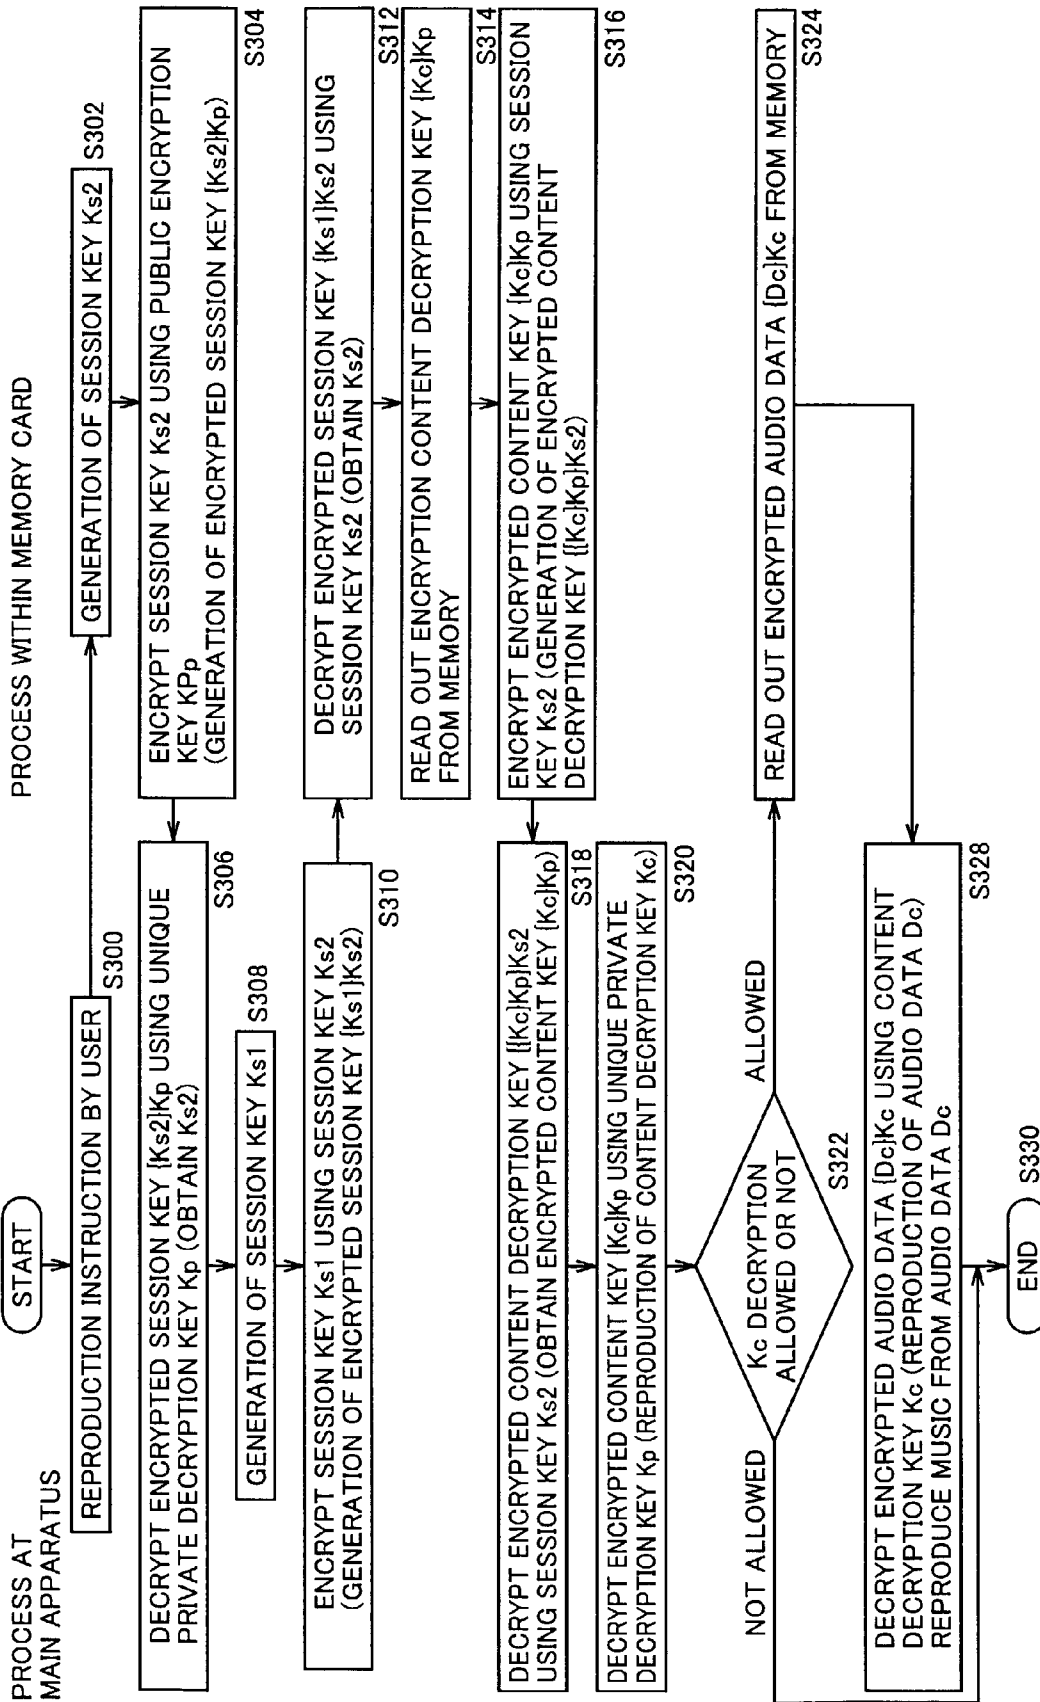 PROCESS AT
MAIN APPARATUS
PROCESS WITHIN MEMORY CARD
START
REPRODUCTION INSTRUCTION BY USER
S300
GENERATION OF SESSION KEY Ks2
S302
ENCRYPT SESSION KEY Ks2 USING PUBLIC ENCRYPTION
KEY KPp
(GENERATION OF ENCRYPTED SESSION KEY [Ks2]Kp)
S304
DECRYPT ENCRYPTED SESSION KEY [Ks2]Kp USING UNIQUE
PRIVATE DECRYPTION KEY Kp (OBTAIN Ks2)
S306
GENERATION OF SESSION KEY Ks1
S308
ENCRYPT SESSION KEY Ks1 USING SESSION KEY Ks2
(GENERATION OF ENCRYPTED SESSION KEY [Ks1]Ks2)
S310
DECRYPT ENCRYPTED SESSION KEY [Ks1]Ks2 USING
SESSION KEY Ks2 (OBTAIN Ks2)
S312
READ OUT ENCRYPTION CONTENT DECRYPTION KEY [Kc]Kp
FROM MEMORY
S314
ENCRYPT ENCRYPTED CONTENT KEY [Kc]Kp USING SESSION
KEY Ks2 (GENERATION OF ENCRYPTED CONTENT
DECRYPTION KEY [[Kc]Kp]Ks2)
S316
DECRYPT ENCRYPTED CONTENT DECRYPTION KEY [[Kc]Kp]Ks2
USING SESSION KEY Ks2 (OBTAIN ENCRYPTED CONTENT KEY [Kc]Kp)
S318
DECRYPT ENCRYPTED CONTENT KEY [Kc]Kp USING UNIQUE PRIVATE
DECRYPTION KEY Kp (REPRODUCTION OF CONTENT DECRYPTION KEY Kc)
S320
Kc DECRYPTION
ALLOWED OR NOT
S322
NOT ALLOWED
ALLOWED
READ OUT ENCRYPTED AUDIO DATA [Dc]Kc FROM MEMORY
S324
DECRYPT ENCRYPTED AUDIO DATA [Dc]Kc USING CONTENT
DECRYPTION KEY Kc (REPRODUCTION OF AUDIO DATA Dc)
REPRODUCE MUSIC FROM AUDIO DATA Dc
S328
END
S330